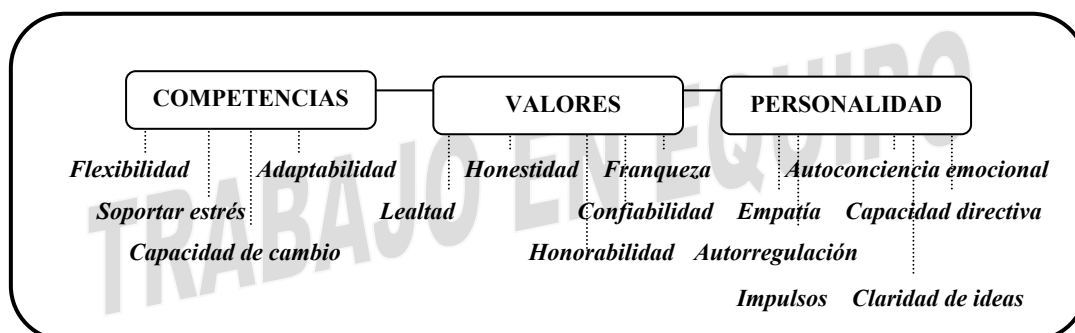 TRABAJO EN EQUIPO
COMPETENCIAS VALORES PERSONALIDAD
Flexibilidad Adaptabilidad Honestidad Franqueza Autoconciencia emocional
Soportar estrés Lealtad Confiabilidad Empatía Capacidad directiva
Capacidad de cambio Honorabilidad Autorregulación
Impulsos Claridad de ideas